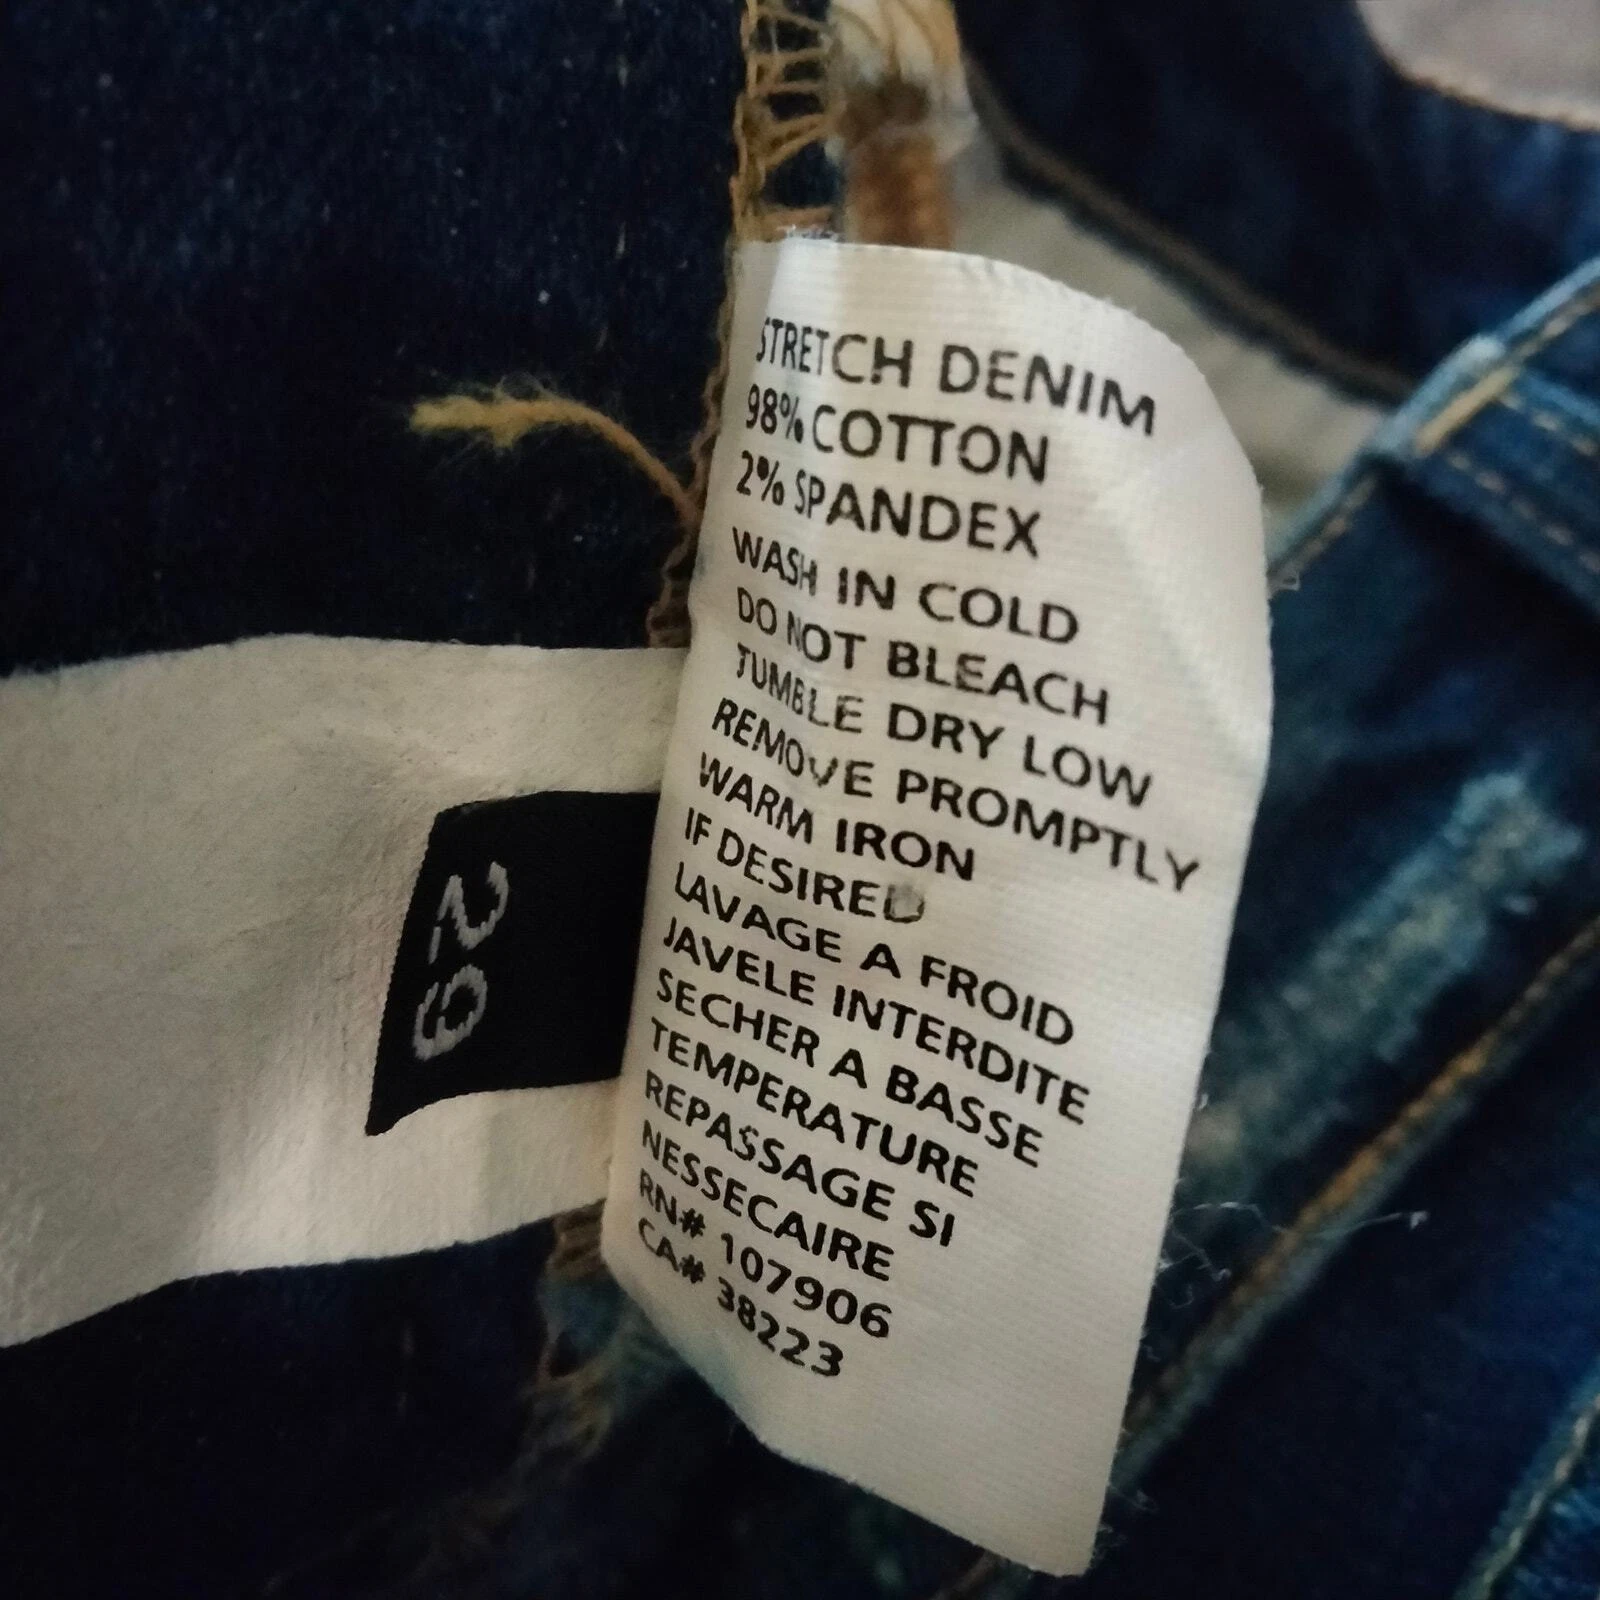 STRETCH DENIM
98% COTTON
2% SPANDEX
WASH IN COLD
DO NOT BLEACH
TUMBLE DRY LOW
REMOVE PROMPTLY
WARM IRON
IF DESIRED
LAVAGE A FROID
JAVELE INTERDITE
SECHER A BASSE
TEMPERATURE
REPASSAGE SI
NESSECAIRE
RN# 107906
CA# 38223
29